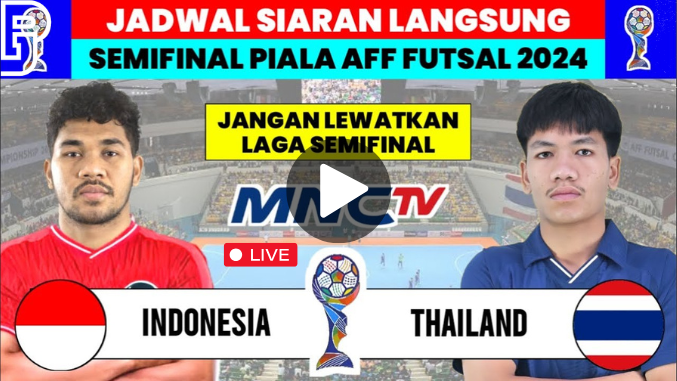 JADWAL SIARAN LANGSUNG
SEMIFINAL PIALA AFF FUTSAL 2024
JANGAN LEWATKAN
LAGA SEMIFINAL
MNCTV
LIVE
INDONESIA
THAILAND